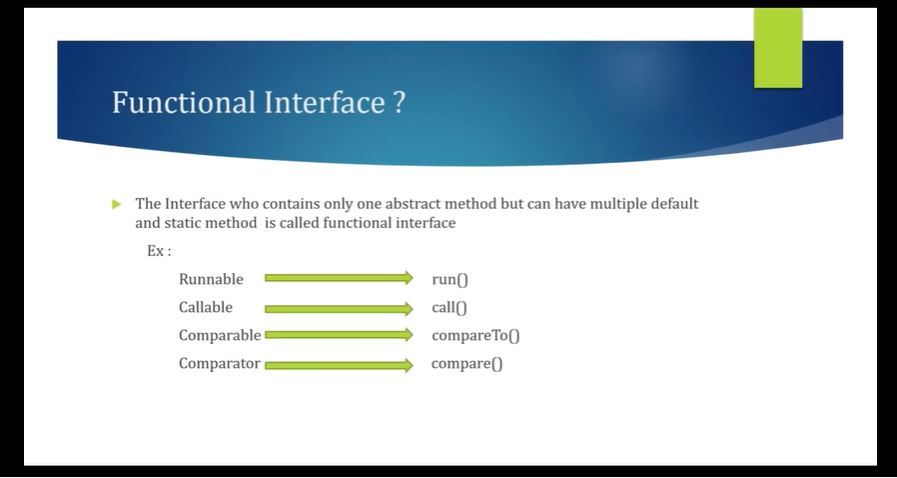 Functional Interface ?
The Interface who contains only one abstract method but can have multiple default
and static method is called functional interface
Ex :
Runnable run()
Callable call()
Comparable compareTo()
Comparator compare()